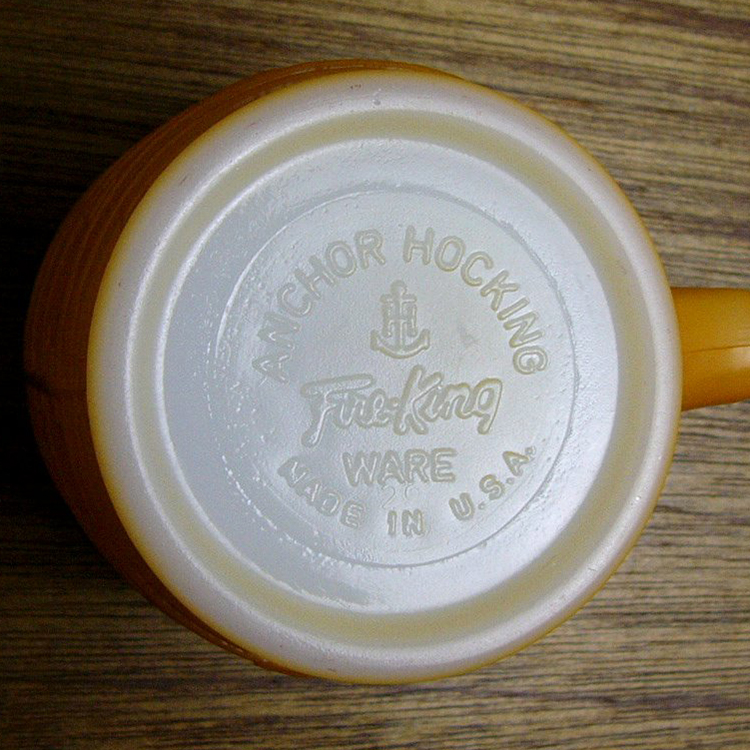 ANCHOR HOCKING
Fire-King
WARE
MADE IN U.S.A.